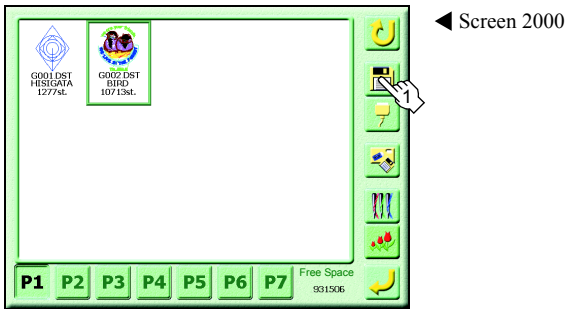 ◀ Screen 2000
G001.DST
HISIGATA
1277st.
G002.DST
BIRD
10713st.
1
P1 P2 P3 P4 P5 P6 P7
Free Space
931506